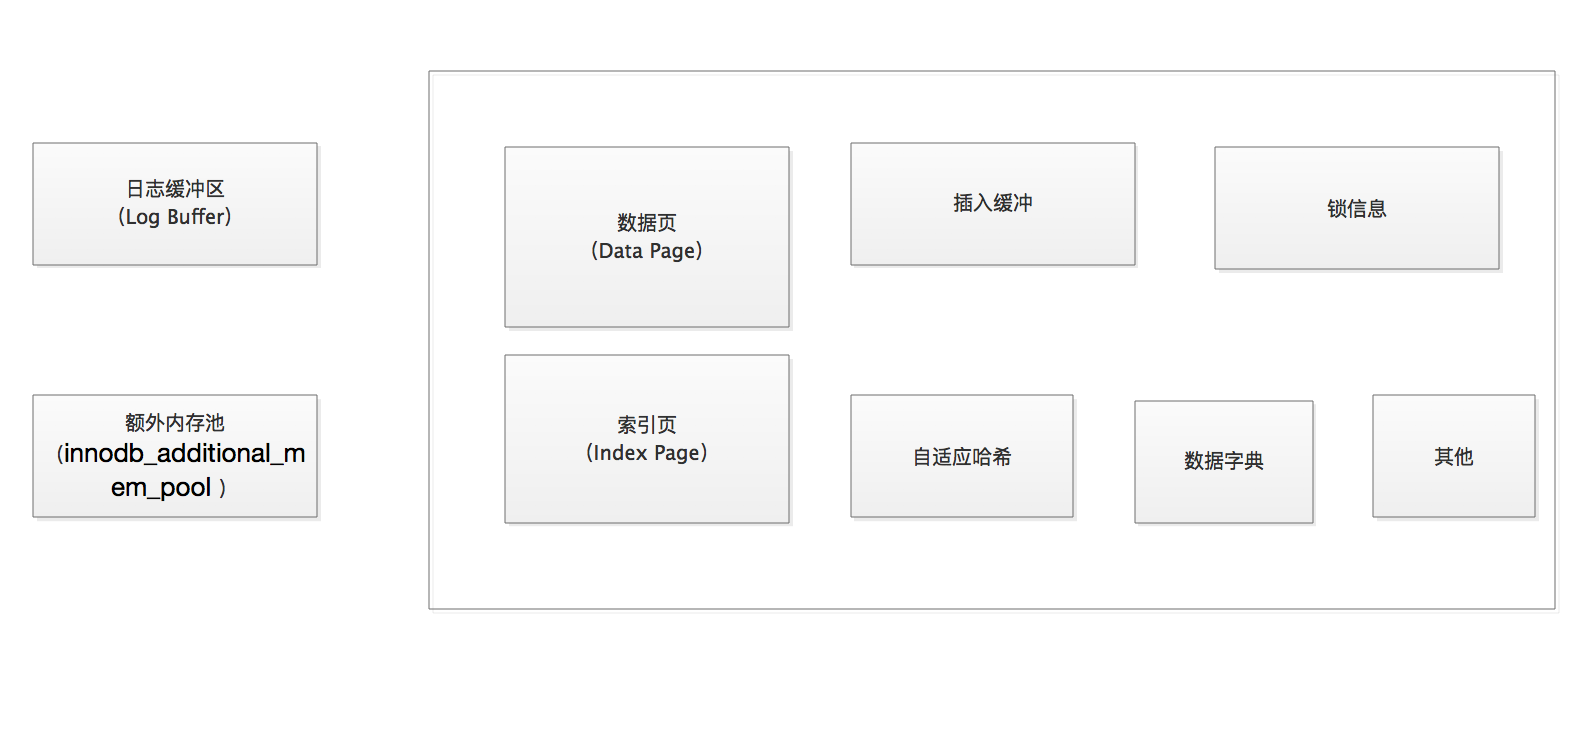 日志缓冲区
（Log Buffer）
额外内存池
（innodb_additional_m
em_pool ）
数据页
（Data Page）
索引页
（Index Page）
插入缓冲
锁信息
自适应哈希
数据字典
其他